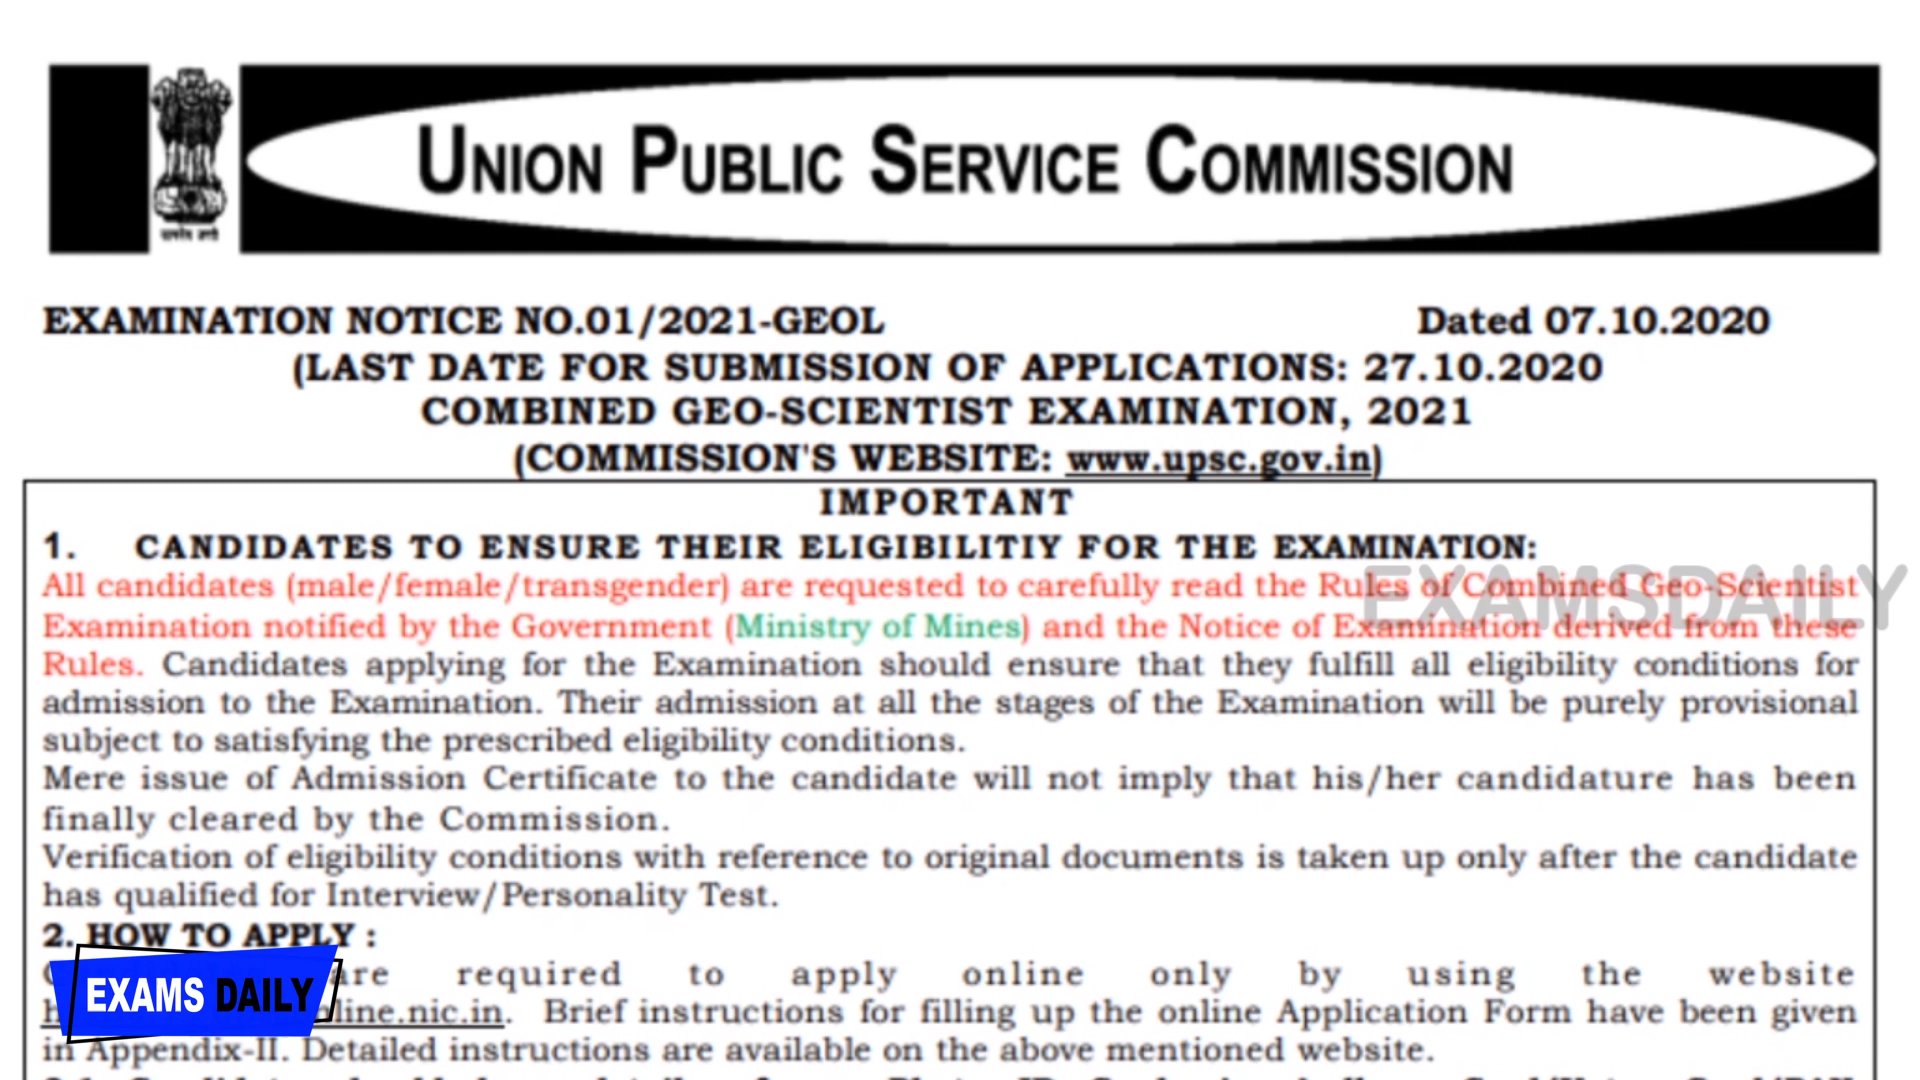 UNION PUBLIC SERVICE COMMISSION
EXAMINATION NOTICE NO.01/2021-GEOL Dated 07.10.2020
(LAST DATE FOR SUBMISSION OF APPLICATIONS: 27.10.2020
COMBINED GEO-SCIENTIST EXAMINATION, 2021
(COMMISSION'S WEBSITE: www.upsc.gov.in)
IMPORTANT
1. CANDIDATES TO ENSURE THEIR ELIGIBILITIY FOR THE EXAMINATION:
All candidates (male/female/transgender) are requested to carefully read the Rules of Combined Geo-Scientist
EXAMSDAILY
Examination notified by the Government (Ministry of Mines) and the Notice of Examination derived from these
Rules. Candidates applying for the Examination should ensure that they fulfill all eligibility conditions for
admission to the Examination. Their admission at all the stages of the Examination will be purely provisional
subject to satisfying the prescribed eligibility conditions.
Mere issue of Admission Certificate to the candidate will not imply that his/her candidature has been
finally cleared by the Commission.
Verification of eligibility conditions with reference to original documents is taken up only after the candidate
has qualified for Interview/Personality Test.
2. HOW TO APPLY :
are required to apply online only by using the website
line.nic.in. Brief instructions for filling up the online Application Form have been given
EXAMS DAILY
in Appendix-II. Detailed instructions are available on the above mentioned website.